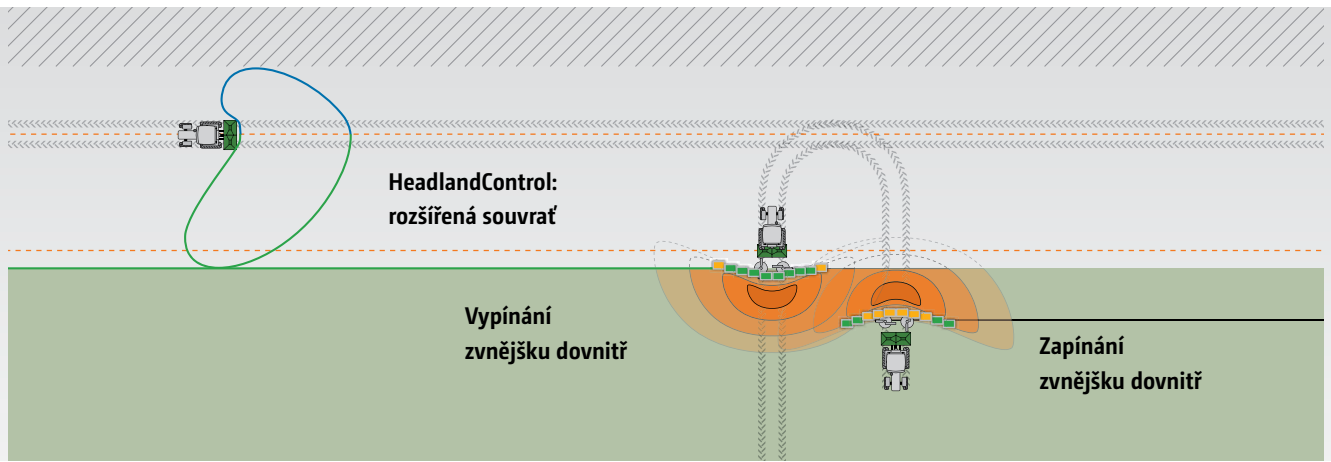 HeadlandControl:
rozšířená souvrať
Vypínání
zvnějšku dovnitř
Zapínání
zvnějšku dovnitř